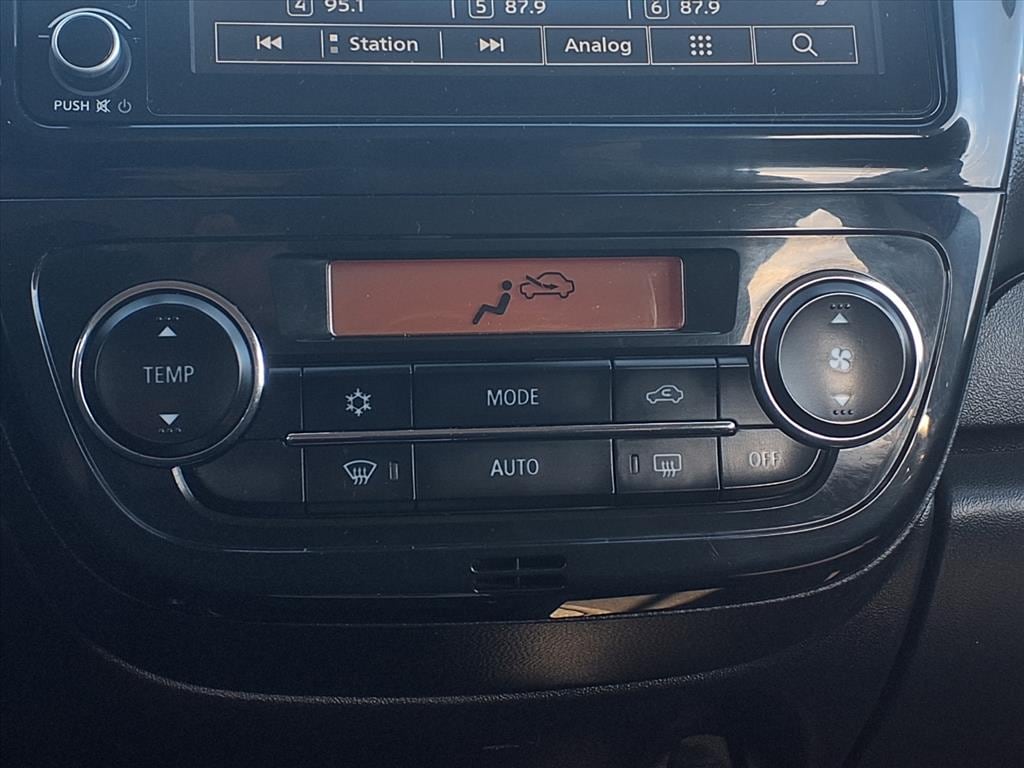 4 95.1 5 87.9 6 87.9
Station Analog
PUSH
TEMP
MODE
AUTO
OFF